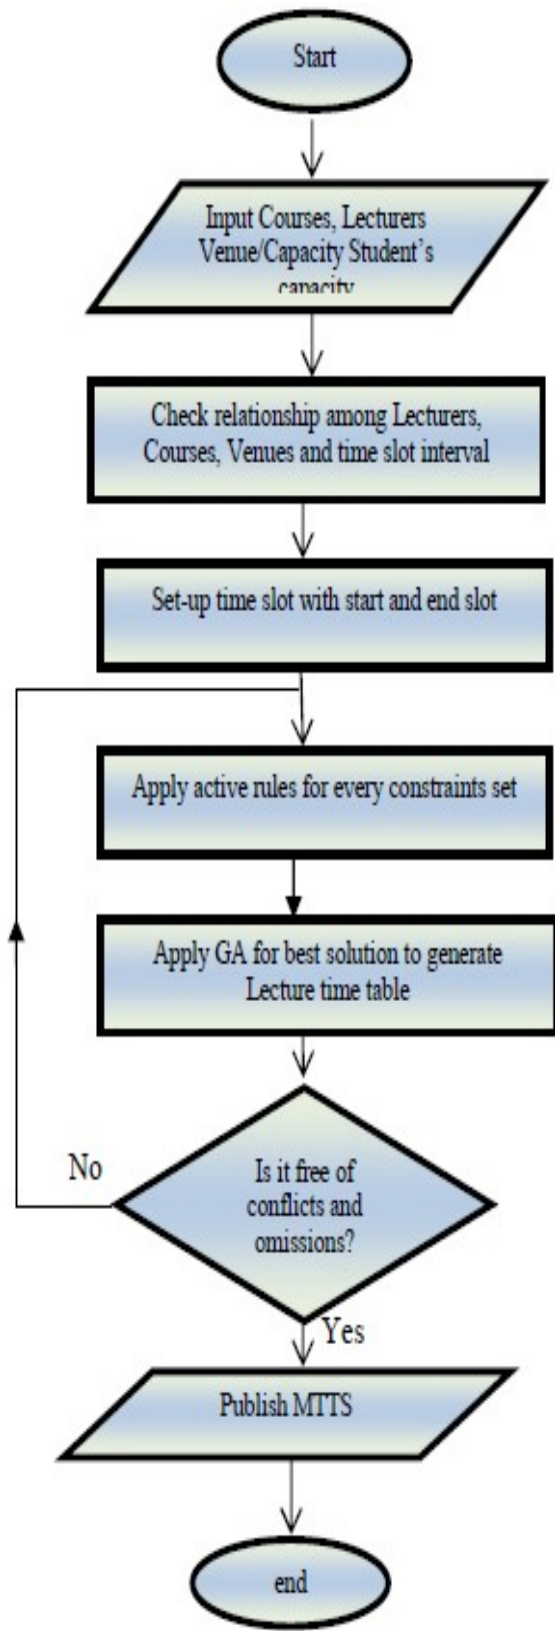 Start
Input Courses, Lecturers
Venue/Capacity Student's
capacity
Check relationship among Lecturers,
Courses, Venues and time slot interval
Set-up time slot with start and end slot
Apply active rules for every constraints set
Apply GA for best solution to generate
Lecture time table
Is it free of
conflicts and
omissions?
No
Yes
Publish MTTS
end